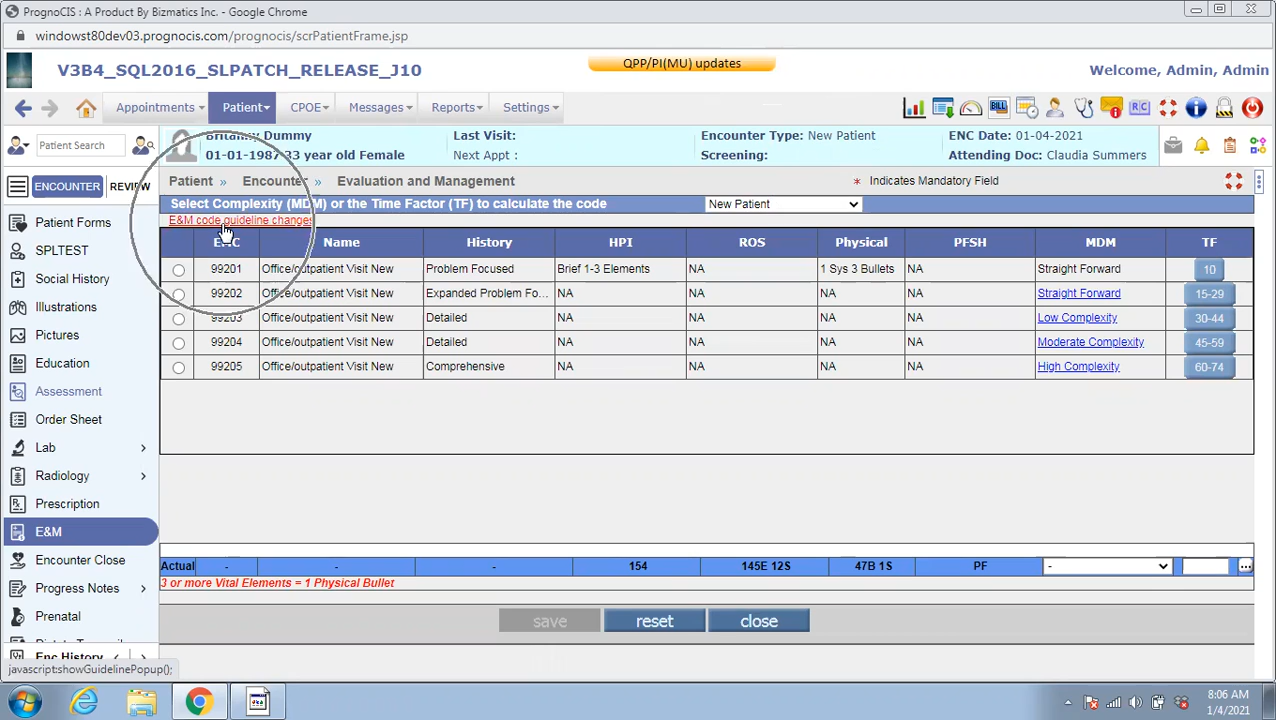 PrognoCIS : A Product By Bizmatics Inc. - Google Chrome
windowst80dev03.prognocis.com/prognocis/scrPatientFrame.jsp
V3B4_SQL2016_SLPATCH_RELEASE_J10
QPP/PI(MU) updates
Welcome, Admin, Admin
Appointments Patient CPOE Messages Reports Settings
RC
BILL
Patient Search
Britanny Dummy
01-01-1987 33 year old Female
Last Visit:
Next Appt :
Encounter Type: New Patient
Screening:
ENC Date: 01-04-2021
Attending Doc: Claudia Summers
ENCOUNTER REVIEW
Patient » Encounter » Evaluation and Management
* Indicates Mandatory Field
Select Complexity (MDM) or the Time Factor (TF) to calculate the code
New Patient
E&M code guideline changes
EMC Name History HPI ROS Physical PFSH MDM TF
99201 Office/outpatient Visit New Problem Focused Brief 1-3 Elements NA 1 Sys 3 Bullets NA Straight Forward 10
99202 Office/outpatient Visit New Expanded Problem Fo... NA NA NA NA Straight Forward 15-29
99203 Office/outpatient Visit New Detailed NA NA NA NA Low Complexity 30-44
99204 Office/outpatient Visit New Detailed NA NA NA NA Moderate Complexity 45-59
99205 Office/outpatient Visit New Comprehensive NA NA NA NA High Complexity 60-74
Actual - - - 154 145E 12S 47B 1S PF - ...
3 or more Vital Elements = 1 Physical Bullet
save reset close
Patient Forms
SPLTEST
Social History
Illustrations
Pictures
Education
Assessment
Order Sheet
Lab
Radiology
Prescription
E&M
Encounter Close
Progress Notes
Prenatal
Enc History
javascript:showGuidelinePopup();
8:06 AM
1/4/2021